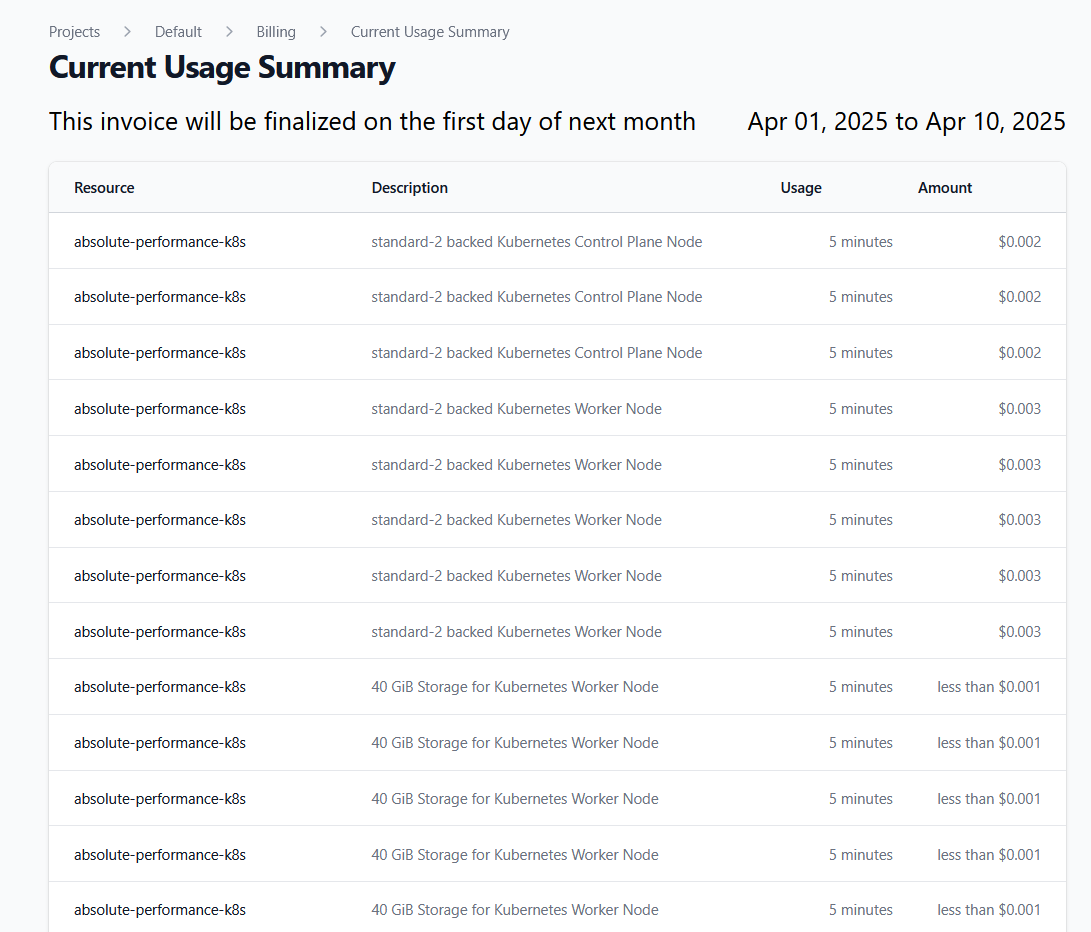 Projects > Default > Billing > Current Usage Summary
Current Usage Summary
This invoice will be finalized on the first day of next month Apr 01, 2025 to Apr 10, 2025
Resource Description Usage Amount
absolute-performance-k8s standard-2 backed Kubernetes Control Plane Node 5 minutes $0.002
absolute-performance-k8s standard-2 backed Kubernetes Control Plane Node 5 minutes $0.002
absolute-performance-k8s standard-2 backed Kubernetes Control Plane Node 5 minutes $0.002
absolute-performance-k8s standard-2 backed Kubernetes Worker Node 5 minutes $0.003
absolute-performance-k8s standard-2 backed Kubernetes Worker Node 5 minutes $0.003
absolute-performance-k8s standard-2 backed Kubernetes Worker Node 5 minutes $0.003
absolute-performance-k8s standard-2 backed Kubernetes Worker Node 5 minutes $0.003
absolute-performance-k8s standard-2 backed Kubernetes Worker Node 5 minutes $0.003
absolute-performance-k8s 40 GiB Storage for Kubernetes Worker Node 5 minutes less than $0.001
absolute-performance-k8s 40 GiB Storage for Kubernetes Worker Node 5 minutes less than $0.001
absolute-performance-k8s 40 GiB Storage for Kubernetes Worker Node 5 minutes less than $0.001
absolute-performance-k8s 40 GiB Storage for Kubernetes Worker Node 5 minutes less than $0.001
absolute-performance-k8s 40 GiB Storage for Kubernetes Worker Node 5 minutes less than $0.001